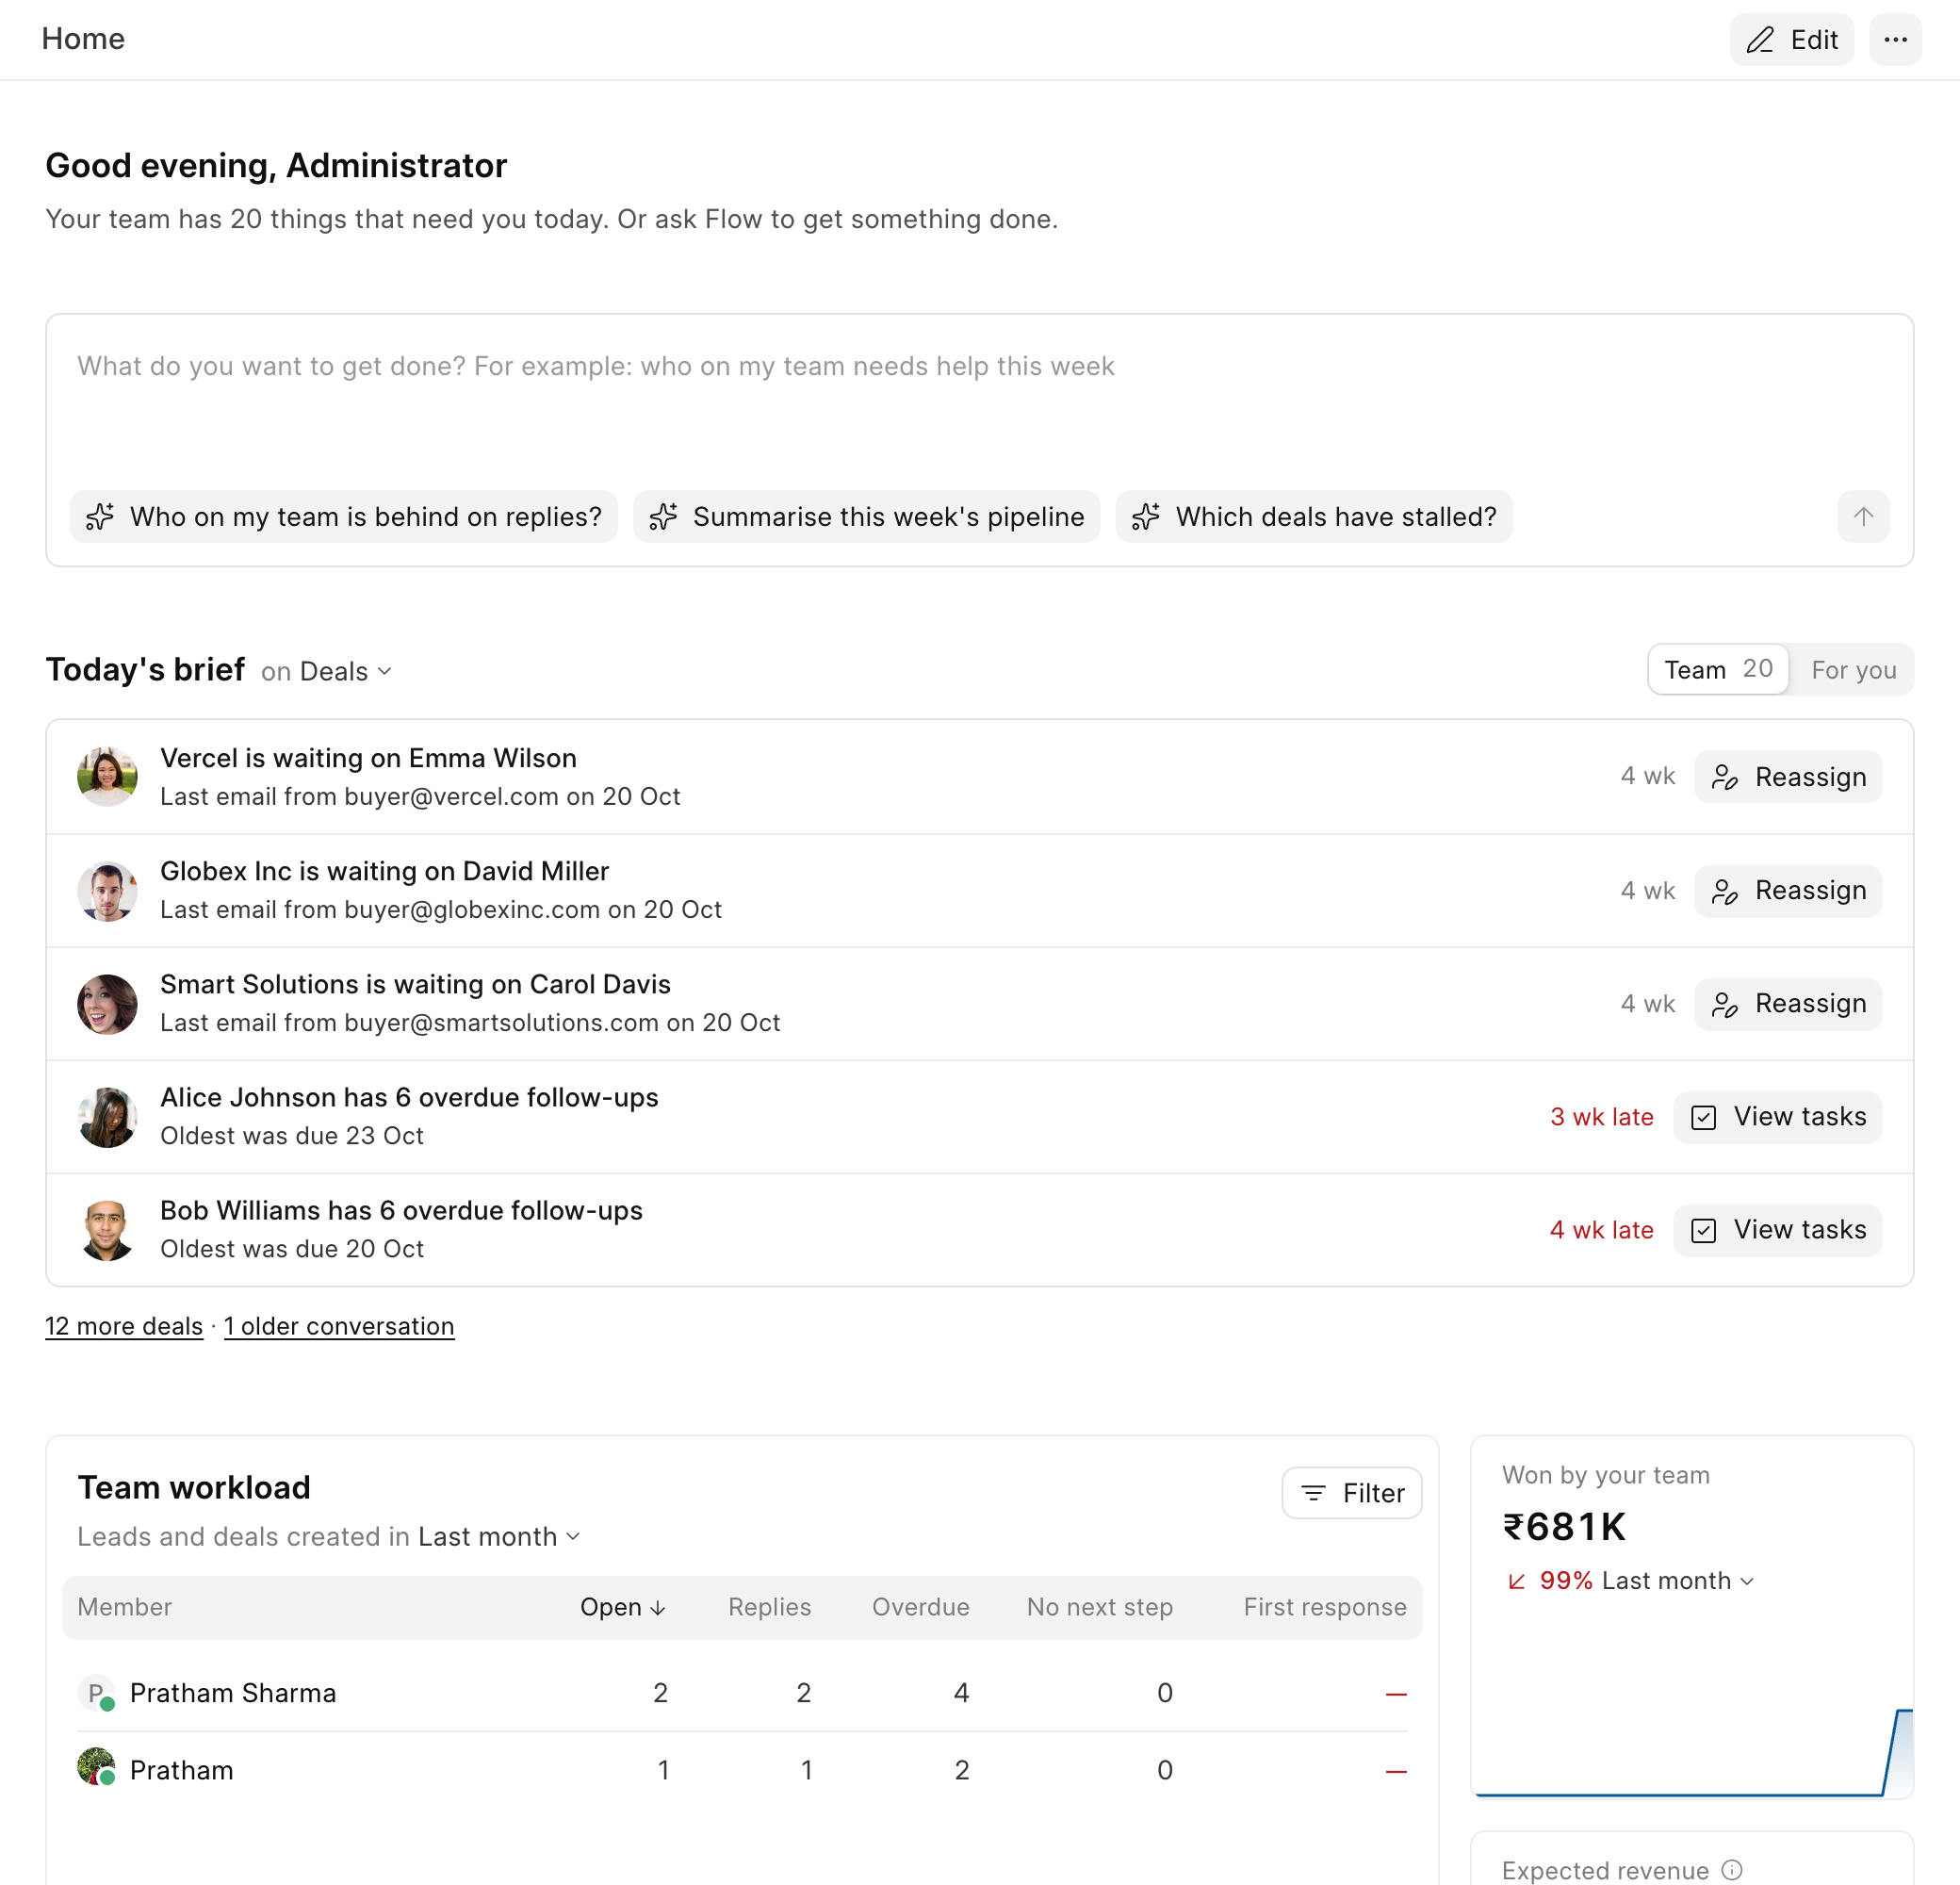 Home
Edit
Good evening, Administrator
Your team has 20 things that need you today. Or ask Flow to get something done.
What do you want to get done? For example: who on my team needs help this week
Who on my team is behind on replies? Summarise this week's pipeline Which deals have stalled?
Today's brief on Deals
Team 20 For you
Vercel is waiting on Emma Wilson
Last email from buyer@vercel.com on 20 Oct
4 wk Reassign
Globex Inc is waiting on David Miller
Last email from buyer@globexinc.com on 20 Oct
4 wk Reassign
Smart Solutions is waiting on Carol Davis
Last email from buyer@smartsolutions.com on 20 Oct
4 wk Reassign
Alice Johnson has 6 overdue follow-ups
Oldest was due 23 Oct
3 wk late View tasks
Bob Williams has 6 overdue follow-ups
Oldest was due 20 Oct
4 wk late View tasks
12 more deals · 1 older conversation
Team workload
Filter
Leads and deals created in Last month
Member Open ↓ Replies Overdue No next step First response
P Pratham Sharma 2 2 4 0 —
Pratham 1 1 2 0 —
Won by your team
₹681K
↙ 99% Last month
Expected revenue